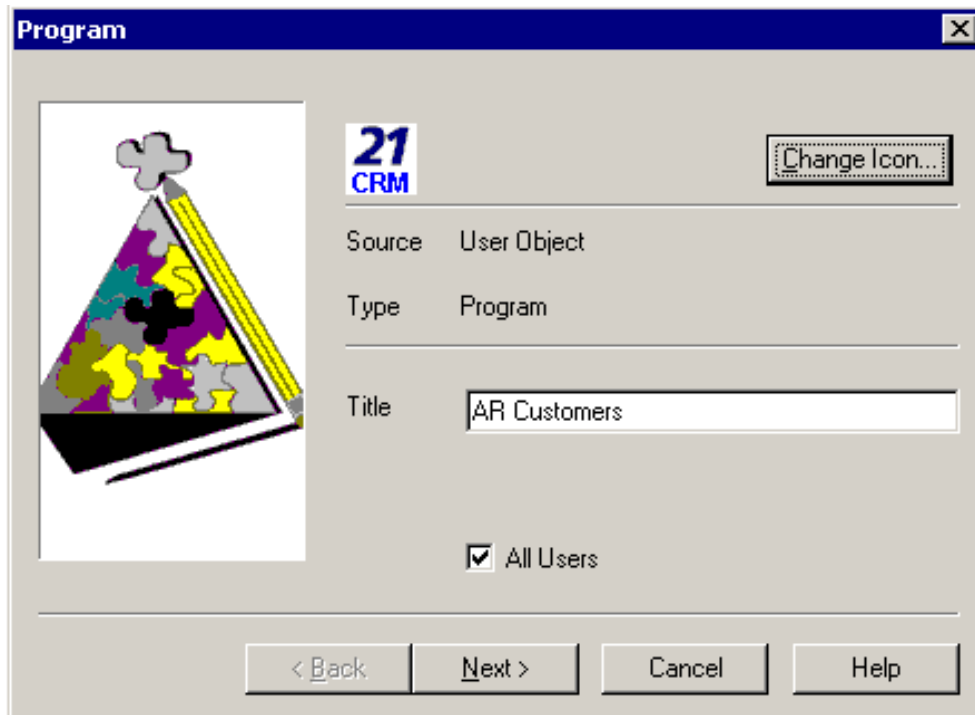 Program
21
CRM
Change Icon...
Source User Object
Type Program
Title AR Customers
All Users
< Back Next > Cancel Help